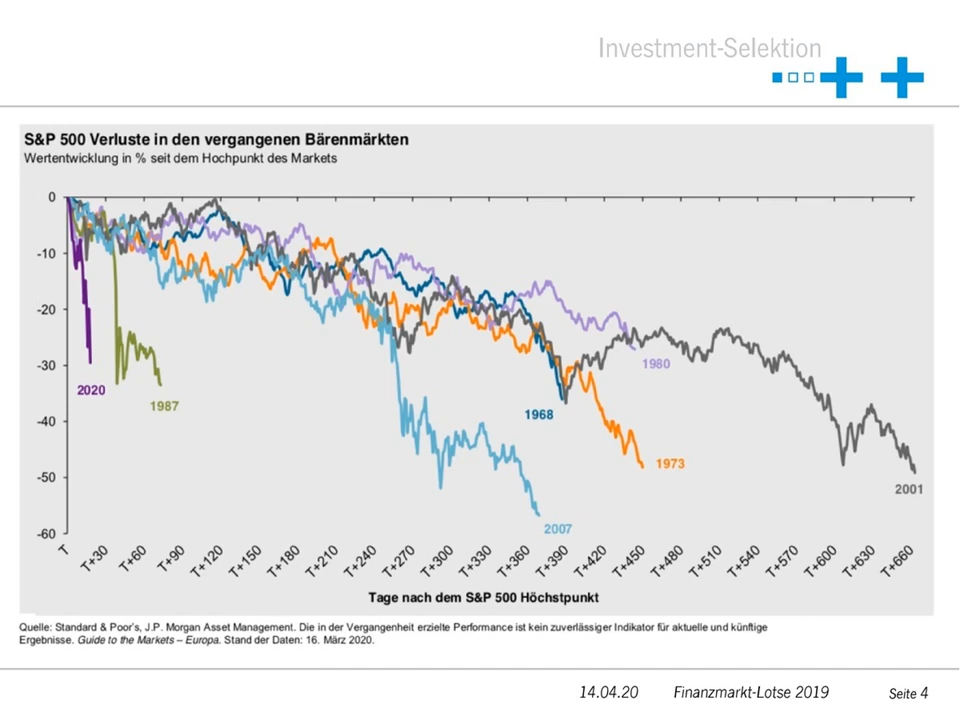 Investment-Selektion
S&P 500 Verluste in den vergangenen Bärenmärkten
Wertentwicklung in % seit dem Hochpunkt des Markets
0
-10
-20
-30
-40
-50
-60
2020
1987
1980
1968
1973
2001
2007
T T+30 T+60 T+90 T+120 T+150 T+180 T+210 T+240 T+270 T+300 T+330 T+360 T+390 T+420 T+450 T+480 T+510 T+540 T+570 T+600 T+630 T+660
Tage nach dem S&P 500 Höchstpunkt
Quelle: Standard & Poor's, J.P. Morgan Asset Management. Die in der Vergangenheit erzielte Performance ist kein zuverlässiger Indikator für aktuelle und künftige
Ergebnisse. Guide to the Markets – Europa. Stand der Daten: 16. März 2020.
14.04.20 Finanzmarkt-Lotse 2019 Seite 4